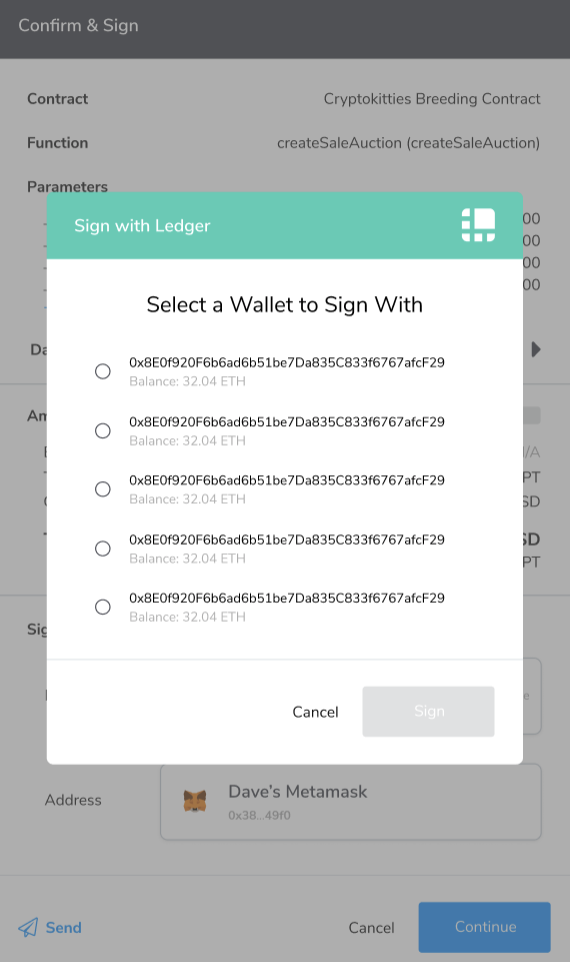 Confirm & Sign
Contract
Cryptokitties Breeding Contract
Function
createSaleAuction (createSaleAuction)
Parameters
Sign with Ledger
Select a Wallet to Sign With
0x8E0f920F6b6ad6b51be7Da835C833f6767afcF29
Balance: 32.04 ETH
0x8E0f920F6b6ad6b51be7Da835C833f6767afcF29
Balance: 32.04 ETH
0x8E0f920F6b6ad6b51be7Da835C833f6767afcF29
Balance: 32.04 ETH
0x8E0f920F6b6ad6b51be7Da835C833f6767afcF29
Balance: 32.04 ETH
0x8E0f920F6b6ad6b51be7Da835C833f6767afcF29
Balance: 32.04 ETH
Cancel
Sign
Address
Dave's Metamask
0x38...49f0
Send
Cancel
Continue